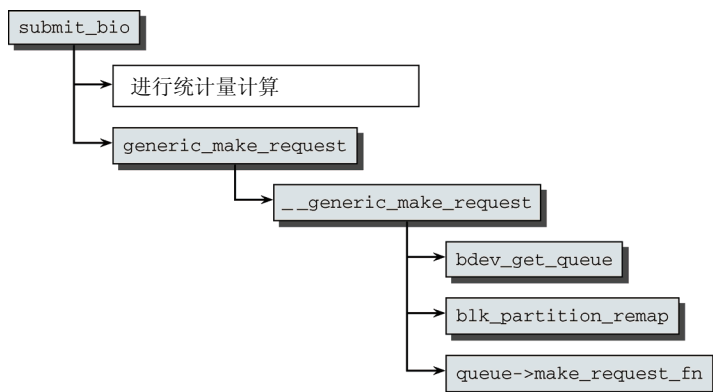 submit_bio
进行统计量计算
generic_make_request
__generic_make_request
bdev_get_queue
blk_partition_remap
queue->make_request_fn